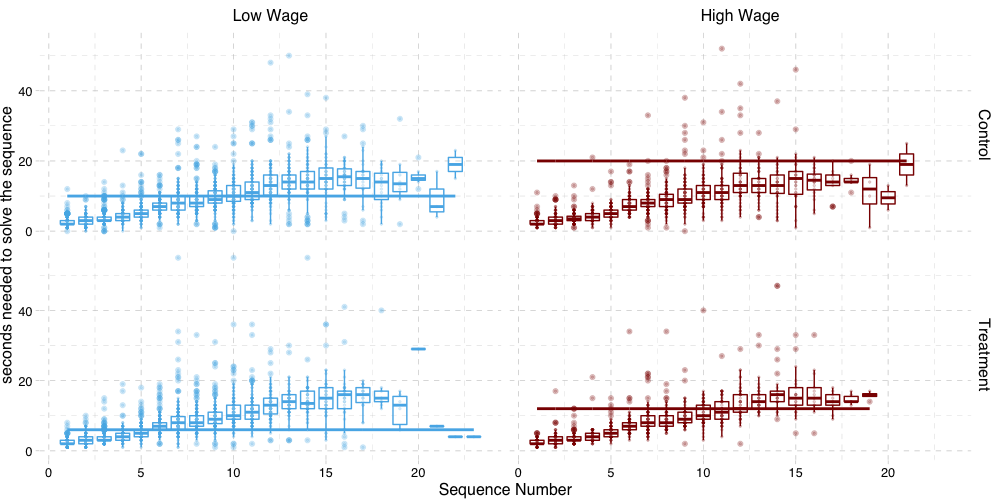 Low Wage High Wage
seconds needed to solve the sequence
40
20
0
Control
40
20
0
Treatment
0 5 10 15 20 0 5 10 15 20
Sequence Number